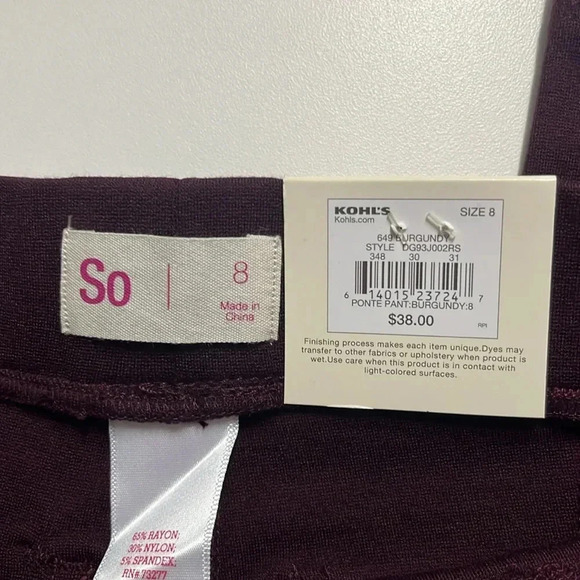 So | 8
Made in
China
KOHL'S SIZE 8
Kohls.com
649 BURGUNDY
STYLE DG93J002RS
348 30 31
6 14015 23724 7
PONTE PANT:BURGUNDY:8
$38.00
RPI
Finishing process makes each item unique.Dyes may
transfer to other fabrics or upholstery when product is
wet.Use care when this product is in contact with
light-colored surfaces.
65% RAYON;
30% NYLON;
5% SPANDEX
RN# 73277